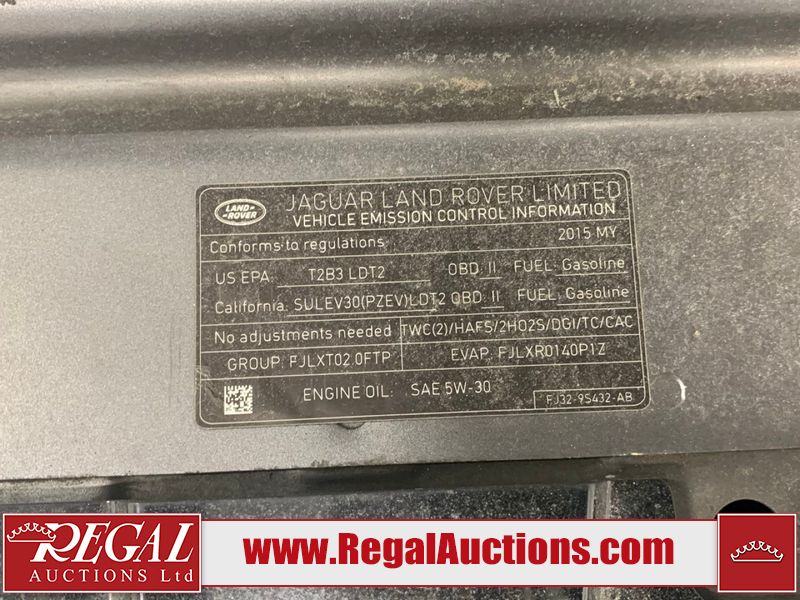 LAND-
-ROVER
JAGUAR LAND ROVER LIMITED
VEHICLE EMISSION CONTROL INFORMATION
Conforms to regulations 2015 MY
US EPA: T2B3 LDT2 OBD: II FUEL: Gasoline
California: SULEV30(PZEV)LDT2 OBD: II FUEL: Gasoline
No adjustments needed TWC(2)/HAFS/2HO2S/DGI/TC/CAC
GROUP: FJLXT02.0FTP EVAP: FJLXR0140P1Z
ENGINE OIL: SAE 5W-30
FJ32-9S432-AB
REGAL
AUCTIONS Ltd
www.RegalAuctions.com